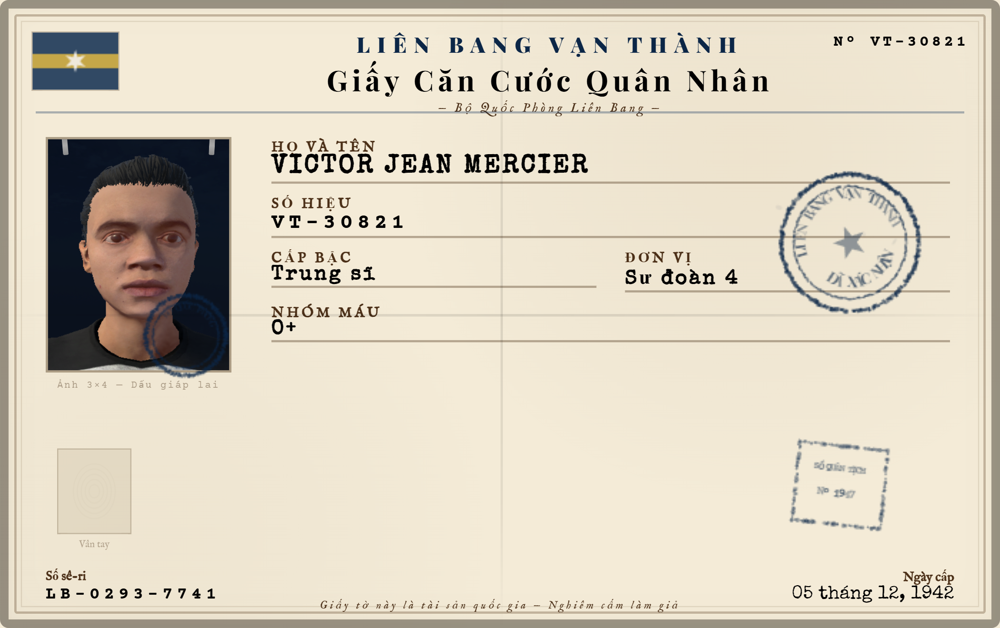 LIÊN BANG VẠN THÀNH
Nº VT-30821
Giấy Căn Cước Quân Nhân
— Bộ Quốc Phòng Liên Bang —
HỌ VÀ TÊN
VICTOR JEAN MERCIER
SỐ HIỆU
VT-30821
CẤP BẬC
Trung sĩ
ĐƠN VỊ
Sư đoàn 4
NHÓM MÁU
O+
LIÊN BANG VẠN THÀNH
ĐÃ XÁC NHẬN
Ảnh 3×4 — Dấu giáp lai
SỐ QUÂN TỊCH
Nº
Vân tay
Số sê-ri
LB-0293-7741
Ngày cấp
05 tháng 12, 1942
Giấy tờ này là tài sản quốc gia — Nghiêm cấm làm giả